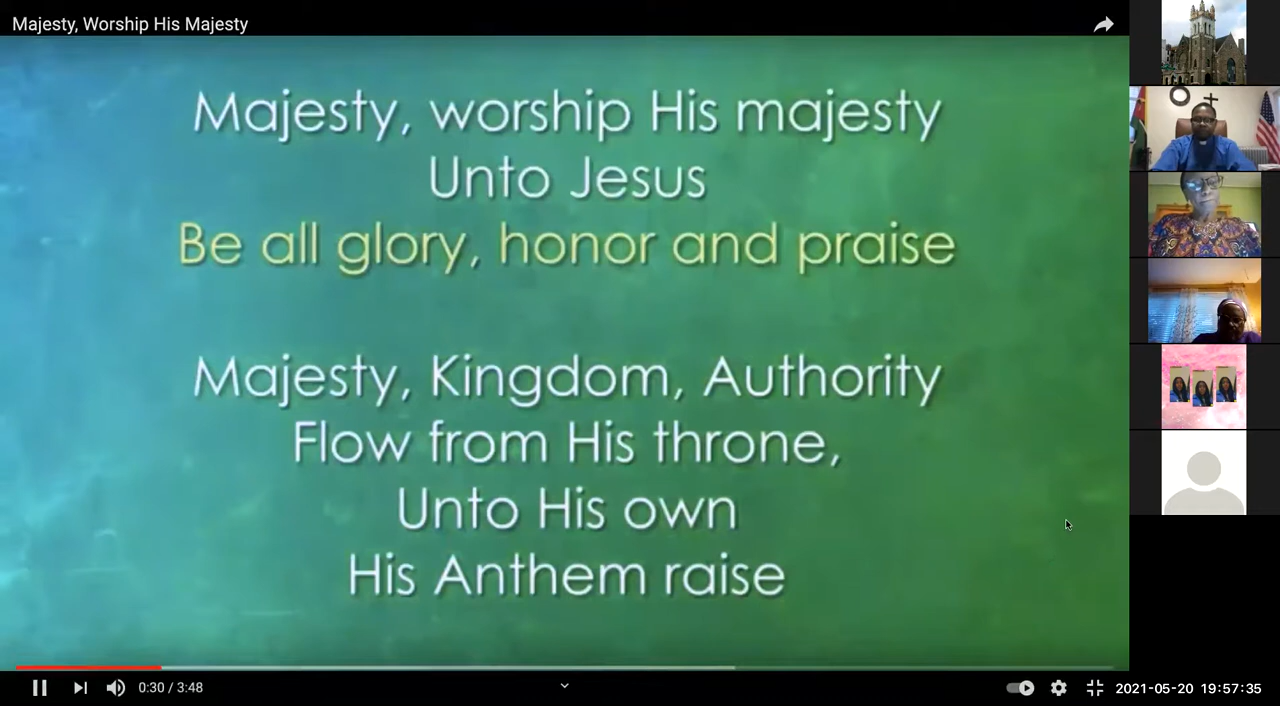 Majesty, Worship His Majesty
Majesty, worship His majesty
Unto Jesus
Be all glory, honor and praise
Majesty, Kingdom, Authority
Flow from His throne,
Unto His own
His Anthem raise
0:30 / 3:48
2021-05-20 19:57:35